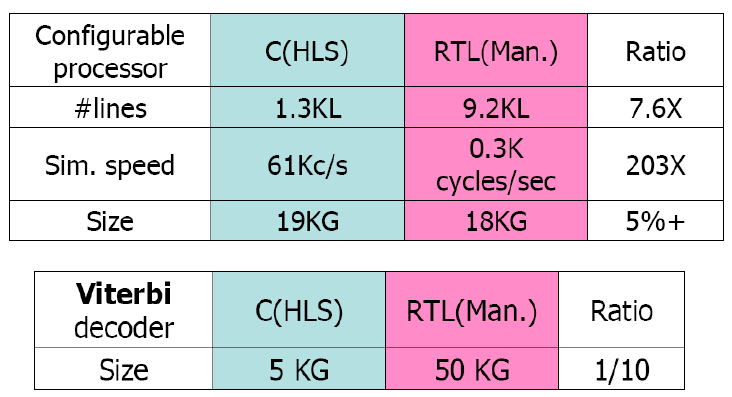 Configurable processor C(HLS) RTL(Man.) Ratio
#lines 1.3KL 9.2KL 7.6X
Sim. speed 61Kc/s 0.3K cycles/sec 203X
Size 19KG 18KG 5%+
Viterbi decoder C(HLS) RTL(Man.) Ratio
Size 5 KG 50 KG 1/10